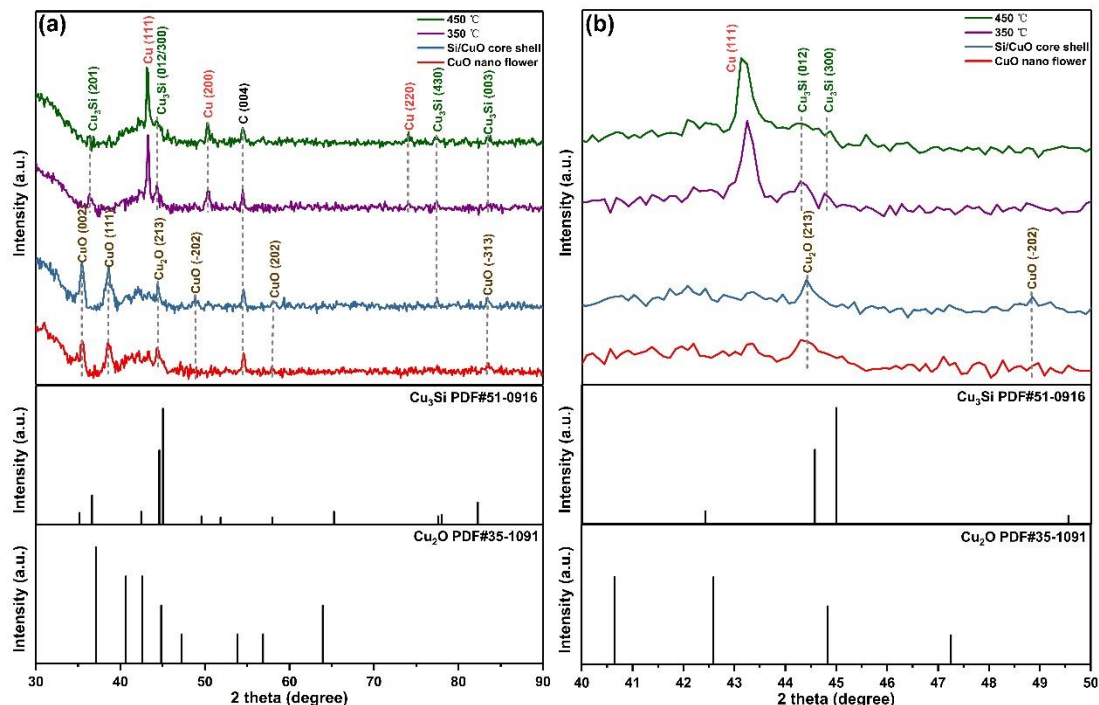 (a)
450 ℃
350 ℃
Si/CuO core shell
CuO nano flower
Cu₃Si (201)
Cu (111)
Cu₃Si (012/300)
Cu (200)
C (004)
Cu (220)
Cu₃Si (430)
Cu₃Si (003)
CuO (002)
CuO (111)
Cu₂O (213)
CuO (-202)
CuO (202)
CuO (-313)
Intensity (a.u.)
Cu₃Si PDF#51-0916
Intensity (a.u.)
Cu₂O PDF#35-1091
Intensity (a.u.)
30 40 50 60 70 80 90
2 theta (degree)
(b)
450 ℃
350 ℃
Si/CuO core shell
CuO nano flower
Cu (111)
Cu₃Si (012)
Cu₃Si (300)
Cu₂O (213)
CuO (-202)
Intensity (a.u.)
Cu₃Si PDF#51-0916
Intensity (a.u.)
Cu₂O PDF#35-1091
Intensity (a.u.)
40 41 42 43 44 45 46 47 48 49 50
2 theta (degree)